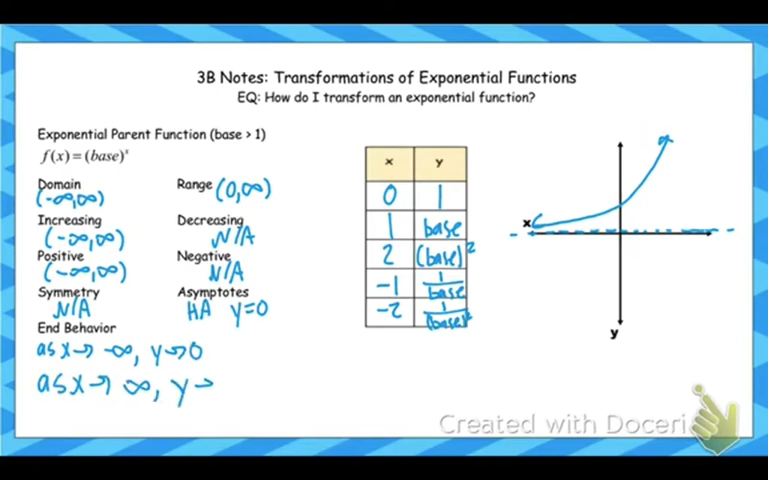 3B Notes: Transformations of Exponential Functions
EQ: How do I transform an exponential function?
Exponential Parent Function (base > 1)
f(x) = (base)ˣ
Domain
(-∞,∞)
Range (0,∞)
Increasing
(-∞,∞)
Decreasing
N/A
Positive
(-∞,∞)
Negative
N/A
Symmetry
N/A
Asymptotes
HA y=0
End Behavior
as x→ -∞, y→0
as x→ ∞, y→
x y
0 1
1 base
2 (base)²
-1 1/base
-2 1/(base)²
x
y
Created with Doceri